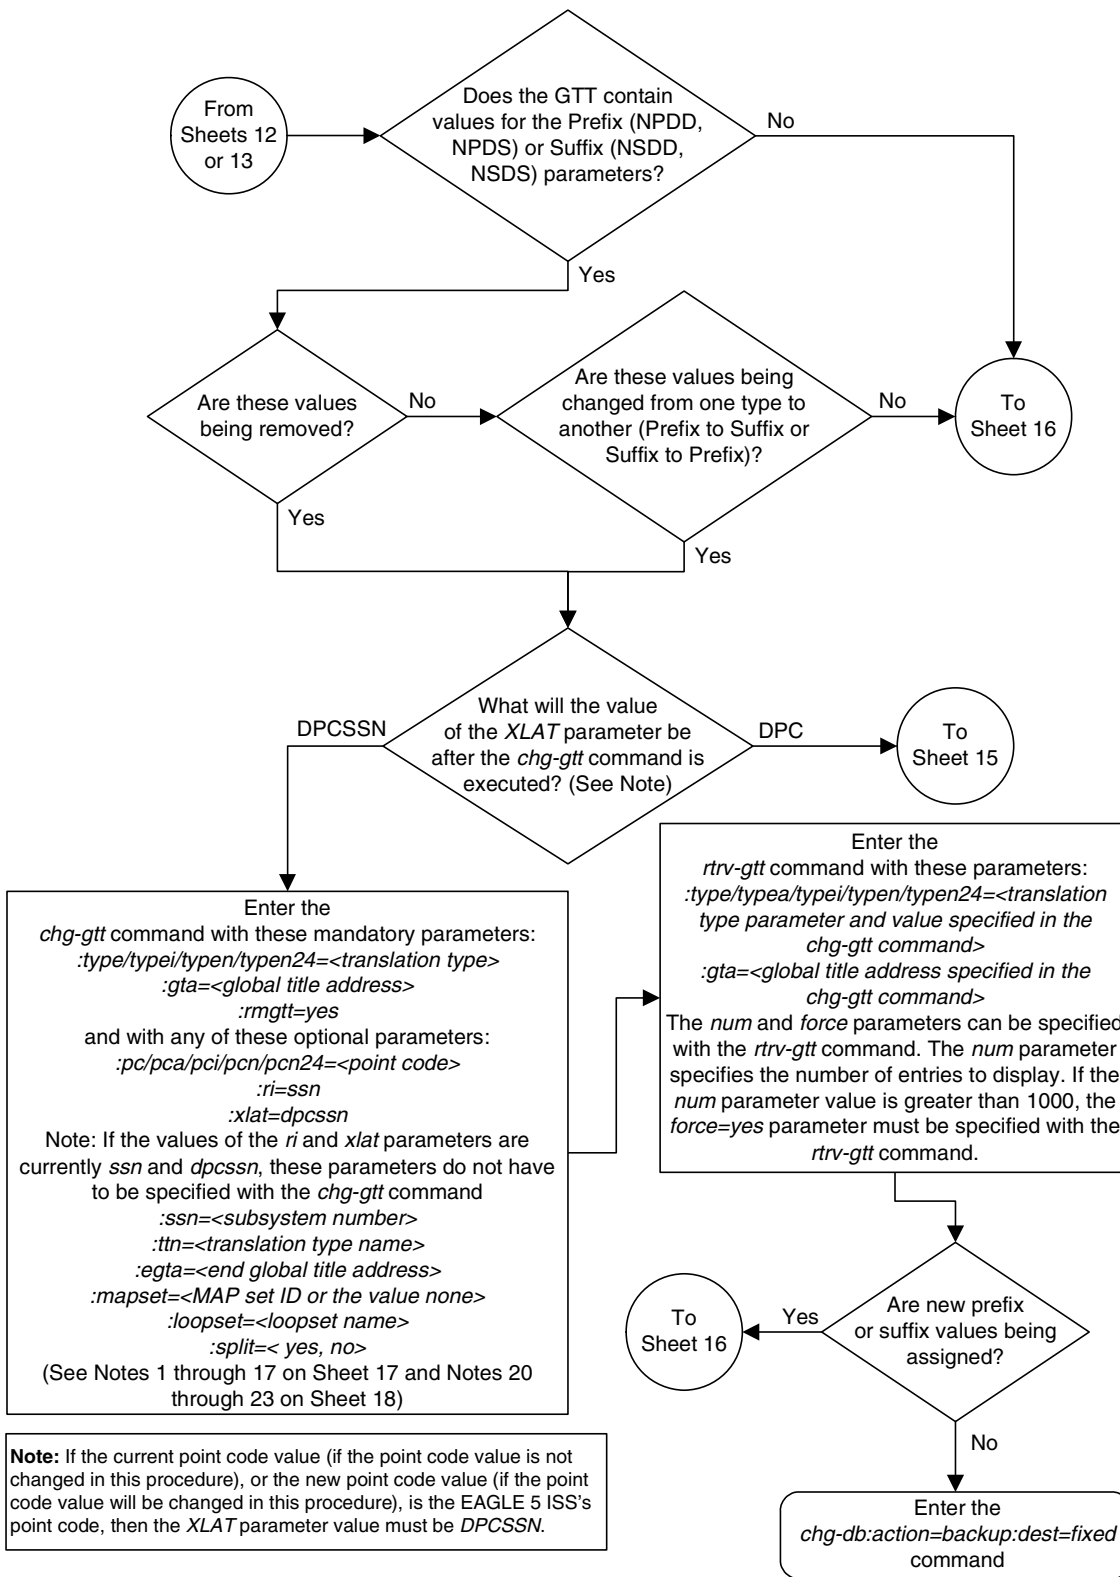 From
Sheets 12
or 13
Does the GTT contain
values for the Prefix (NPDD,
NPDS) or Suffix (NSDD,
NSDS) parameters?
No
Yes
Are these values
being removed?
No
Are these values being
changed from one type to
another (Prefix to Suffix or
Suffix to Prefix)?
No
To
Sheet 16
Yes
Yes
What will the value
of the XLAT parameter be
after the chg-gtt command is
executed? (See Note)
DPCSSN
DPC
To
Sheet 15
Enter the
chg-gtt command with these mandatory parameters:
:type/typei/typen/typen24=<translation type>
:gta=<global title address>
:rmgtt=yes
and with any of these optional parameters:
:pc/pca/pci/pcn/pcn24=<point code>
:ri=ssn
:xlat=dpcssn
Note: If the values of the ri and xlat parameters are
currently ssn and dpcssn, these parameters do not have
to be specified with the chg-gtt command
:ssn=<subsystem number>
:ttn=<translation type name>
:egta=<end global title address>
:mapset=<MAP set ID or the value none>
:loopset=<loopset name>
:split=< yes, no>
(See Notes 1 through 17 on Sheet 17 and Notes 20
through 23 on Sheet 18)
Enter the
rtrv-gtt command with these parameters:
:type/typea/typei/typen/typen24=<translation
type parameter and value specified in the
chg-gtt command>
:gta=<global title address specified in the
chg-gtt command>
The num and force parameters can be specified
with the rtrv-gtt command. The num parameter
specifies the number of entries to display. If the
num parameter value is greater than 1000, the
force=yes parameter must be specified with the
rtrv-gtt command.
Are new prefix
or suffix values being
assigned?
Yes
To
Sheet 16
No
Enter the
chg-db:action=backup:dest=fixed
command
Note: If the current point code value (if the point code value is not
changed in this procedure), or the new point code value (if the point
code value will be changed in this procedure), is the EAGLE 5 ISS's
point code, then the XLAT parameter value must be DPCSSN.